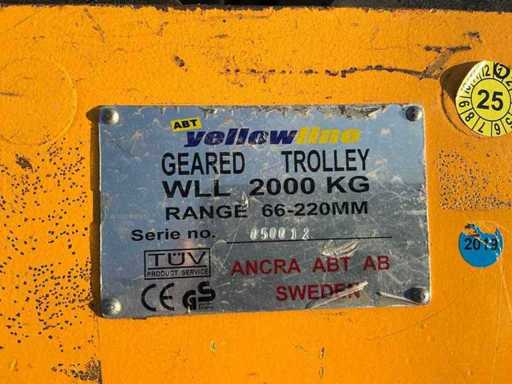 ABT
yellowline
GEARED TROLLEY
WLL 2000 KG
RANGE 66-220MM
Serie no. 050012
TÜV
PRODUCT SERVICE
ANCRA ABT AB
CE GS
SWEDEN
25
2019